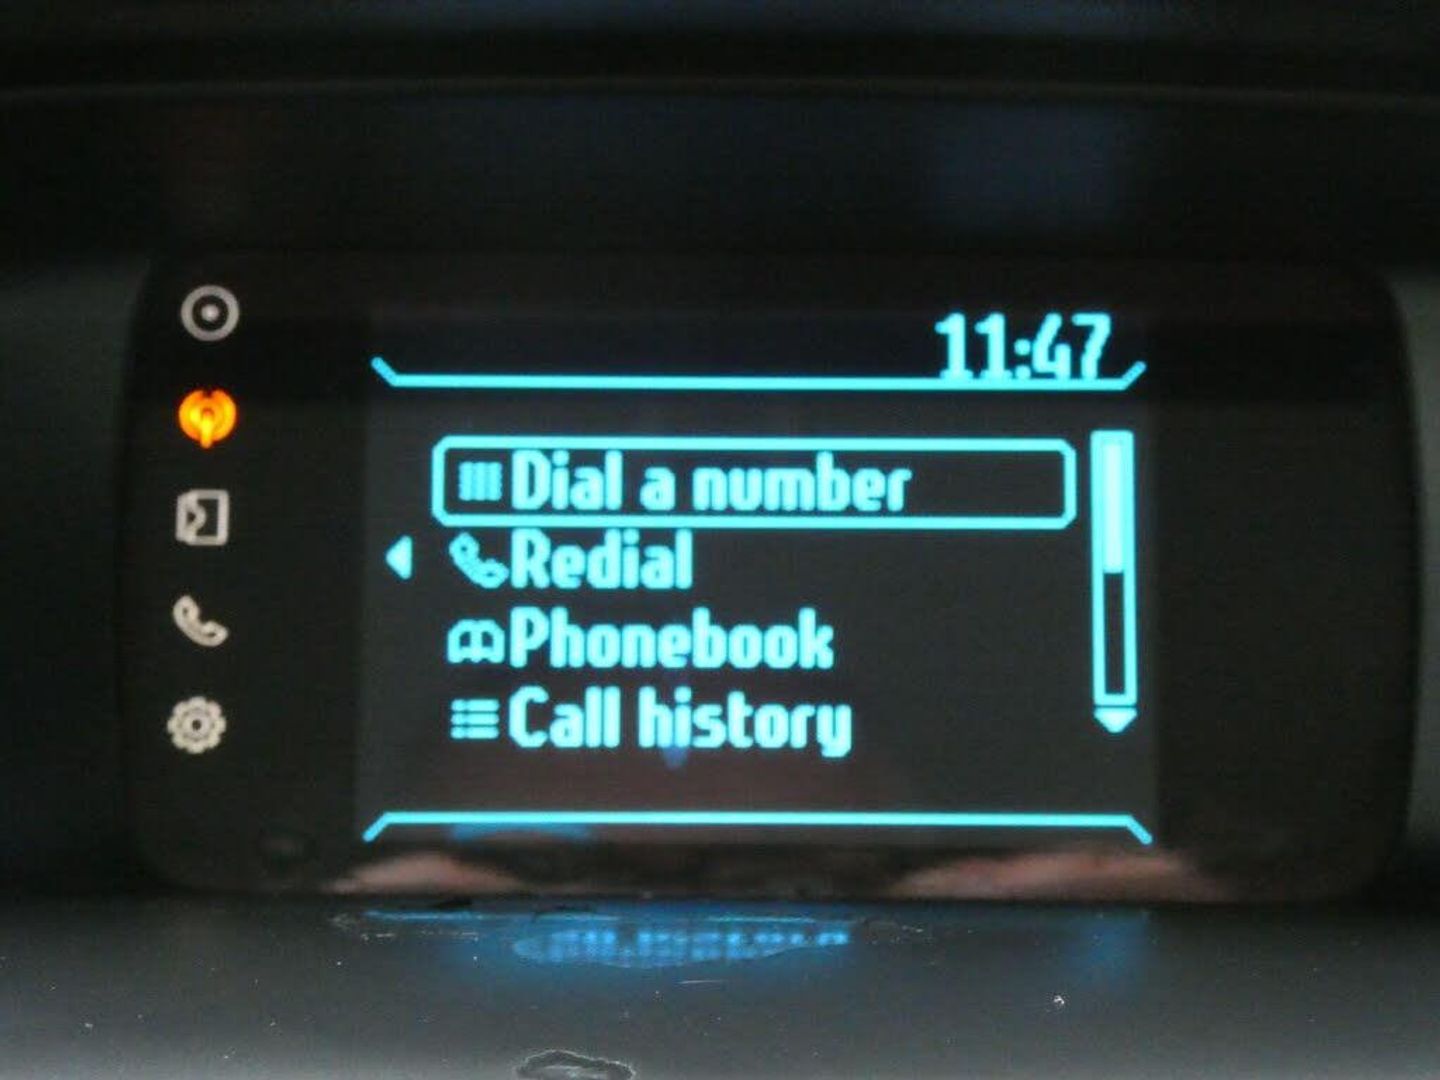 11:47
Dial a number
Redial
Phonebook
Call history